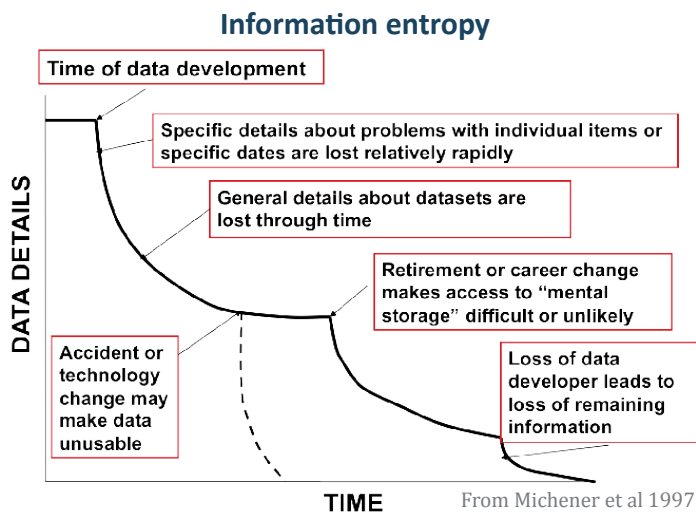 Information entropy
Time of data development
Specific details about problems with individual items or
specific dates are lost relatively rapidly
General details about datasets are
lost through time
Retirement or career change
makes access to “mental
storage” difficult or unlikely
Accident or
technology
change may
make data
unusable
Loss of data
developer leads to
loss of remaining
information
DATA DETAILS
TIME
From Michener et al 1997